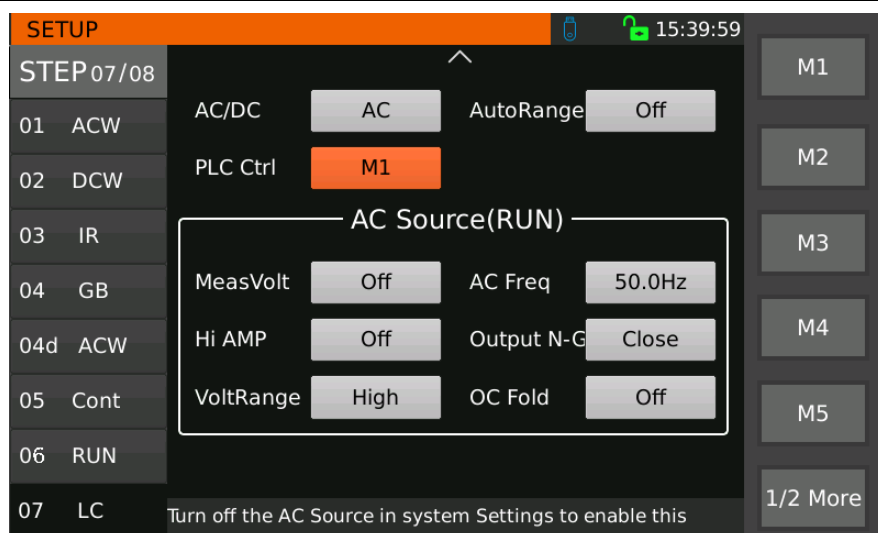 SETUP
15:39:59
STEP 07/08
01 ACW
02 DCW
03 IR
04 GB
04d ACW
05 Cont
06 RUN
07 LC
AC/DC AC AutoRange Off
PLC Ctrl M1
AC Source(RUN)
MeasVolt Off AC Freq 50.0Hz
Hi AMP Off Output N-G Close
VoltRange High OC Fold Off
Turn off the AC Source in system Settings to enable this
M1
M2
M3
M4
M5
1/2 More